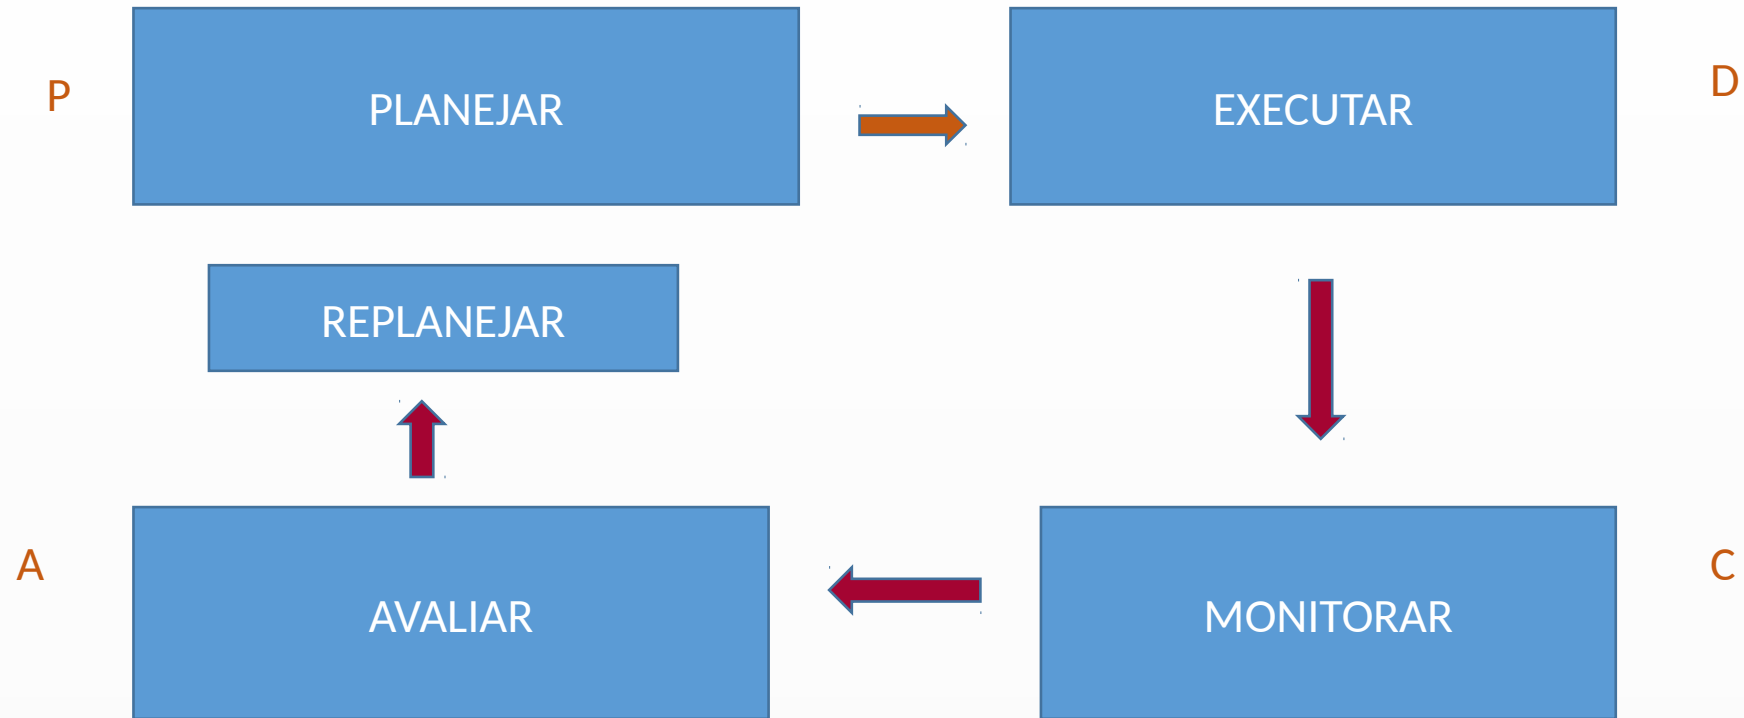 P
PLANEJAR
EXECUTAR
D
REPLANEJAR
A
AVALIAR
MONITORAR
C